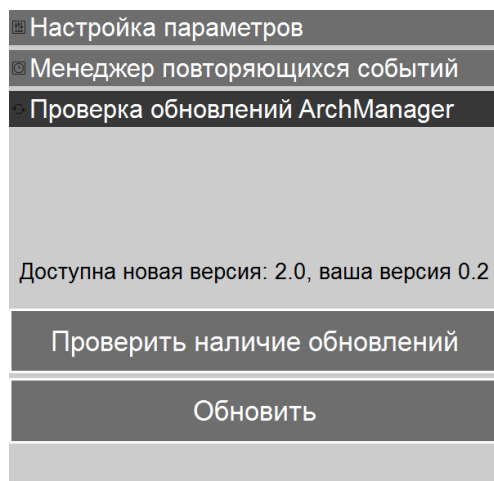 Настройка параметров
Менеджер повторяющихся событий
Проверка обновлений ArchManager
Доступна новая версия: 2.0, ваша версия 0.2
Проверить наличие обновлений
Обновить